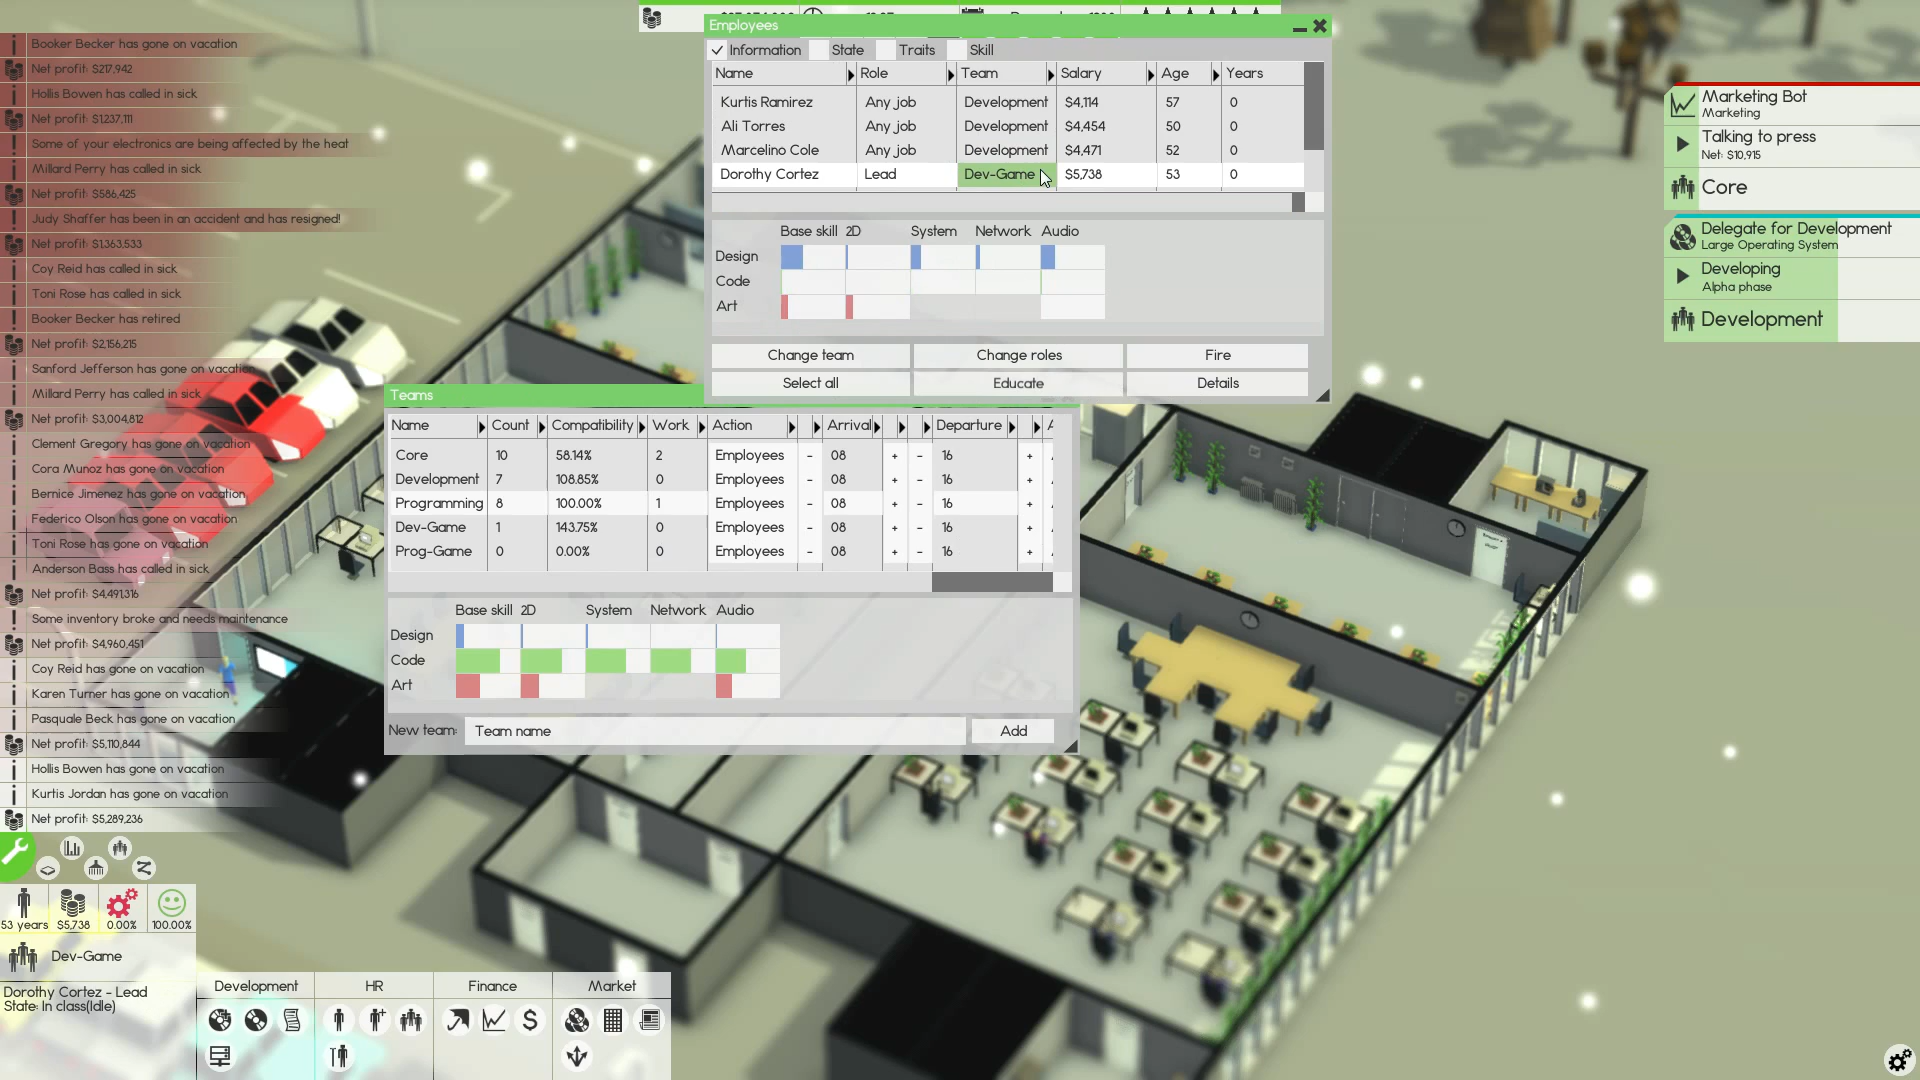 Booker Becker has gone on vacation
Net profit: $217,942
Hollis Bowen has called in sick
Net profit: $1,237,111
Some of your electronics are being affected by the heat
Millard Perry has called in sick
Net profit: $586,425
Judy Shaffer has been in an accident and has resigned!
Net profit: $1,363,533
Coy Reid has called in sick
Toni Rose has called in sick
Booker Becker has retired
Net profit: $2,156,215
Sanford Jefferson has gone on vacation
Millard Perry has called in sick
Net profit: $3,004,812
Clement Gregory has gone on vacation
Cora Munoz has gone on vacation
Bernice Jimenez has gone on vacation
Federico Olson has gone on vacation
Toni Rose has gone on vacation
Anderson Bass has called in sick
Net profit: $4,491,316
Some inventory broke and needs maintenance
Net profit: $4,960,451
Coy Reid has gone on vacation
Karen Turner has gone on vacation
Pasquale Beck has gone on vacation
Net profit: $5,110,844
Hollis Bowen has gone on vacation
Kurtis Jordan has gone on vacation
Net profit: $5,289,236
53 years $5,738 0.00% 100.00%
Dev-Game
Dorothy Cortez - Lead
State: In class(Idle)
Development HR Finance Market
Employees
Information State Traits Skill
Name Role Team Salary Age Years
Kurtis Ramirez Any job Development $4,114 57 0
Ali Torres Any job Development $4,454 50 0
Marcelino Cole Any job Development $4,471 52 0
Dorothy Cortez Lead Dev-Game $5,738 53 0
Base skill 2D System Network Audio
Design
Code
Art
Change team Change roles Fire
Select all Educate Details
Teams
Name Count Compatibility Work Action Arrival Departure A
Core 10 58.14% 2 Employees - 08 + - 16 +
Development 7 108.85% 0 Employees - 08 + - 16 +
Programming 8 100.00% 1 Employees - 08 + - 16 +
Dev-Game 1 143.75% 0 Employees - 08 + - 16 +
Prog-Game 0 0.00% 0 Employees - 08 + - 16 +
Base skill 2D System Network Audio
Design
Code
Art
New team: Team name Add
Marketing Bot
Marketing
Talking to press
Net: $10,915
Core
Delegate for Development
Large Operating System
Developing
Alpha phase
Development